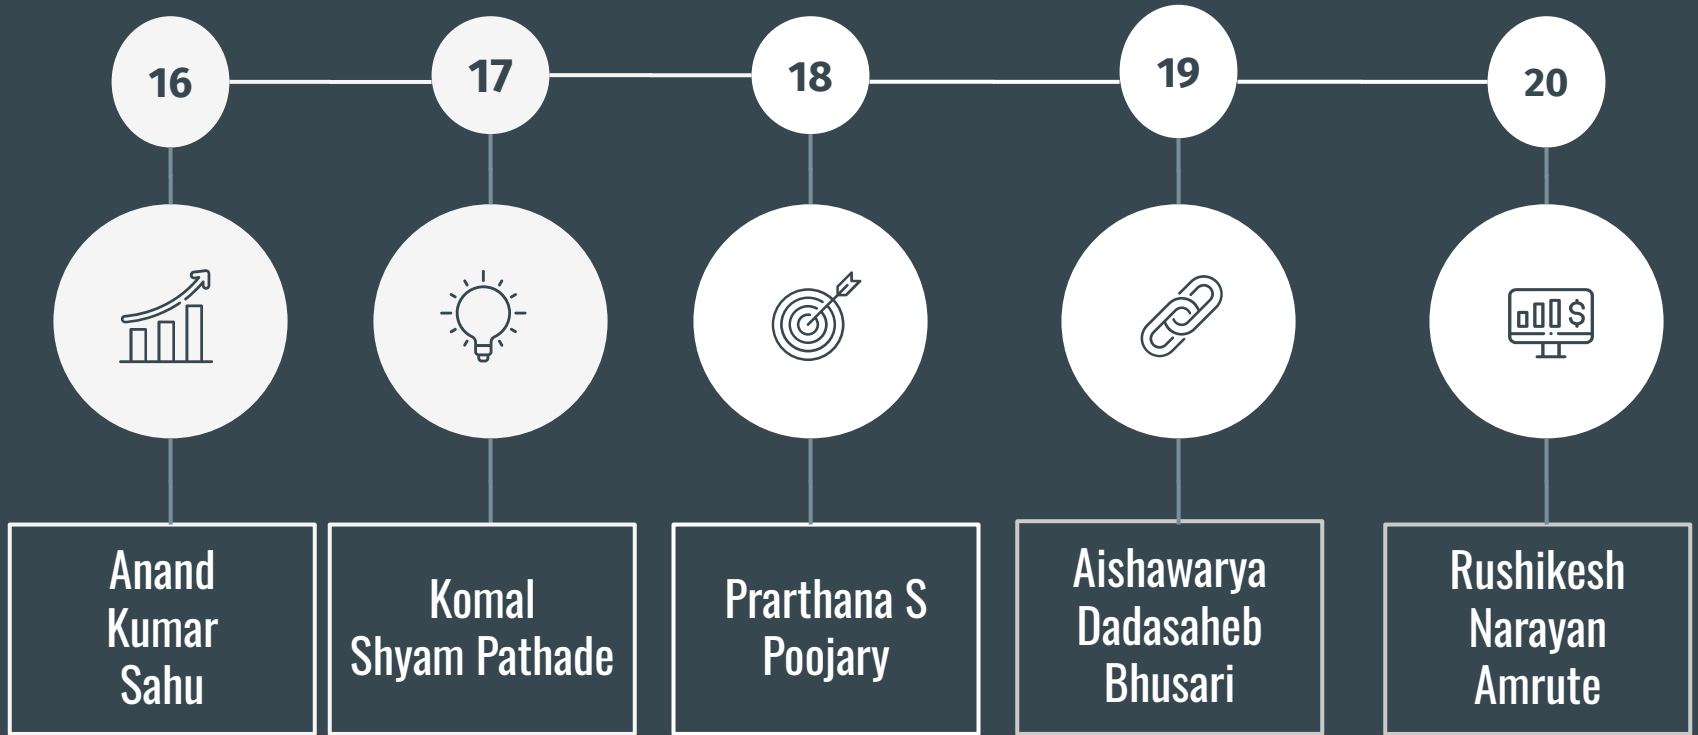 16
17
18
19
20
Anand
Kumar
Sahu
Komal
Shyam Pathade
Prarthana S
Poojary
Aishawarya
Dadasaheb
Bhusari
Rushikesh
Narayan
Amrute
$